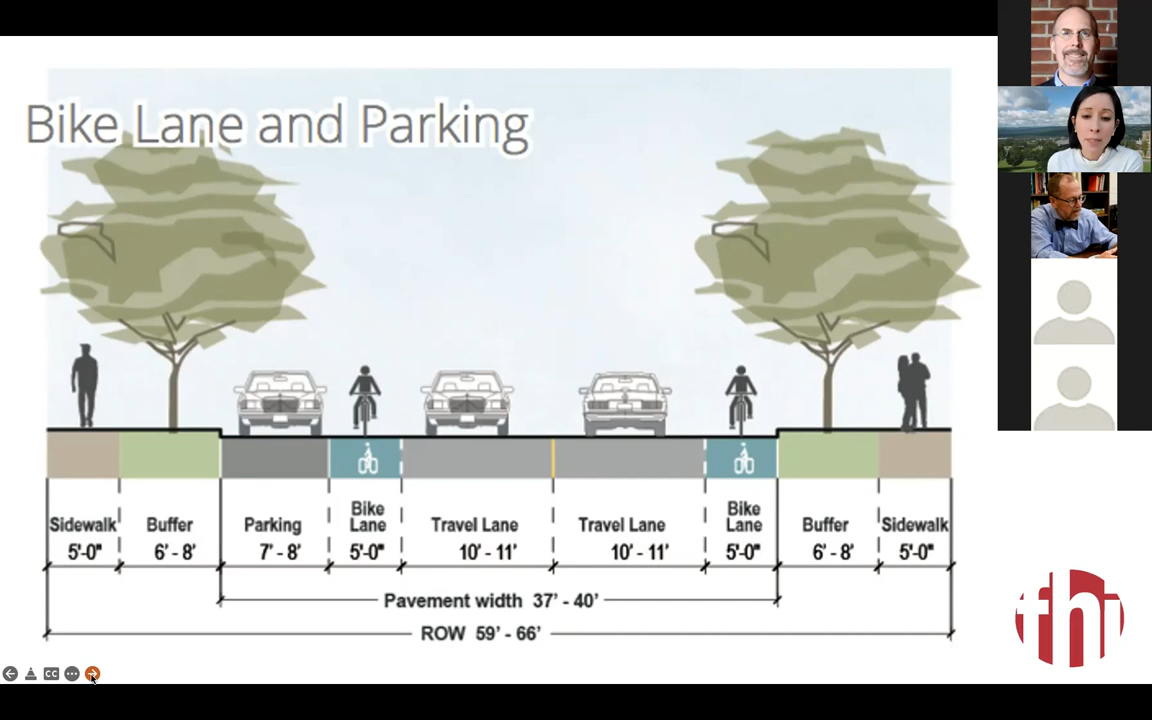 Bike Lane and Parking
Sidewalk Buffer Parking Bike Lane Travel Lane Travel Lane Bike Lane Buffer Sidewalk
5'-0" 6' - 8' 7' - 8' 5'-0" 10' - 11' 10' - 11' 5'-0" 6' - 8' 5'-0"
Pavement width 37' - 40'
ROW 59' - 66'
CC
fhi